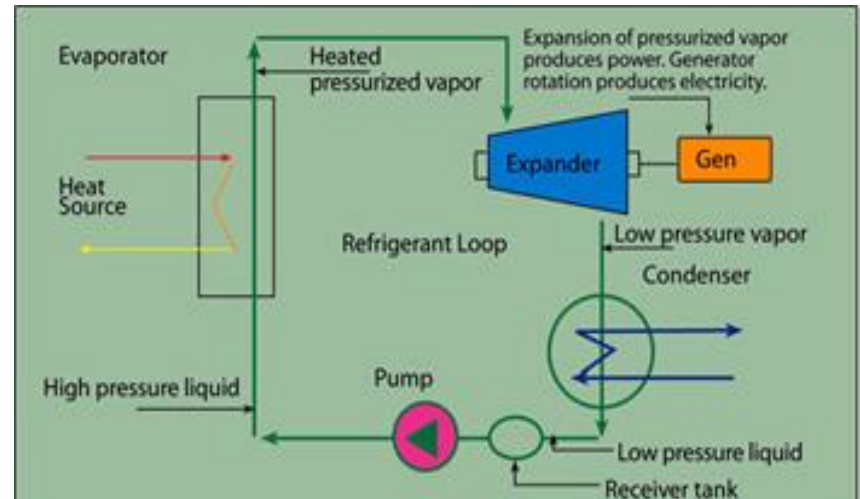 Evaporator
Heated
pressurized vapor
Expansion of pressurized vapor
produces power. Generator
rotation produces electricity.
Expander
Gen
Heat
Source
Refrigerant Loop
Low pressure vapor
Condenser
High pressure liquid
Pump
Low pressure liquid
Receiver tank